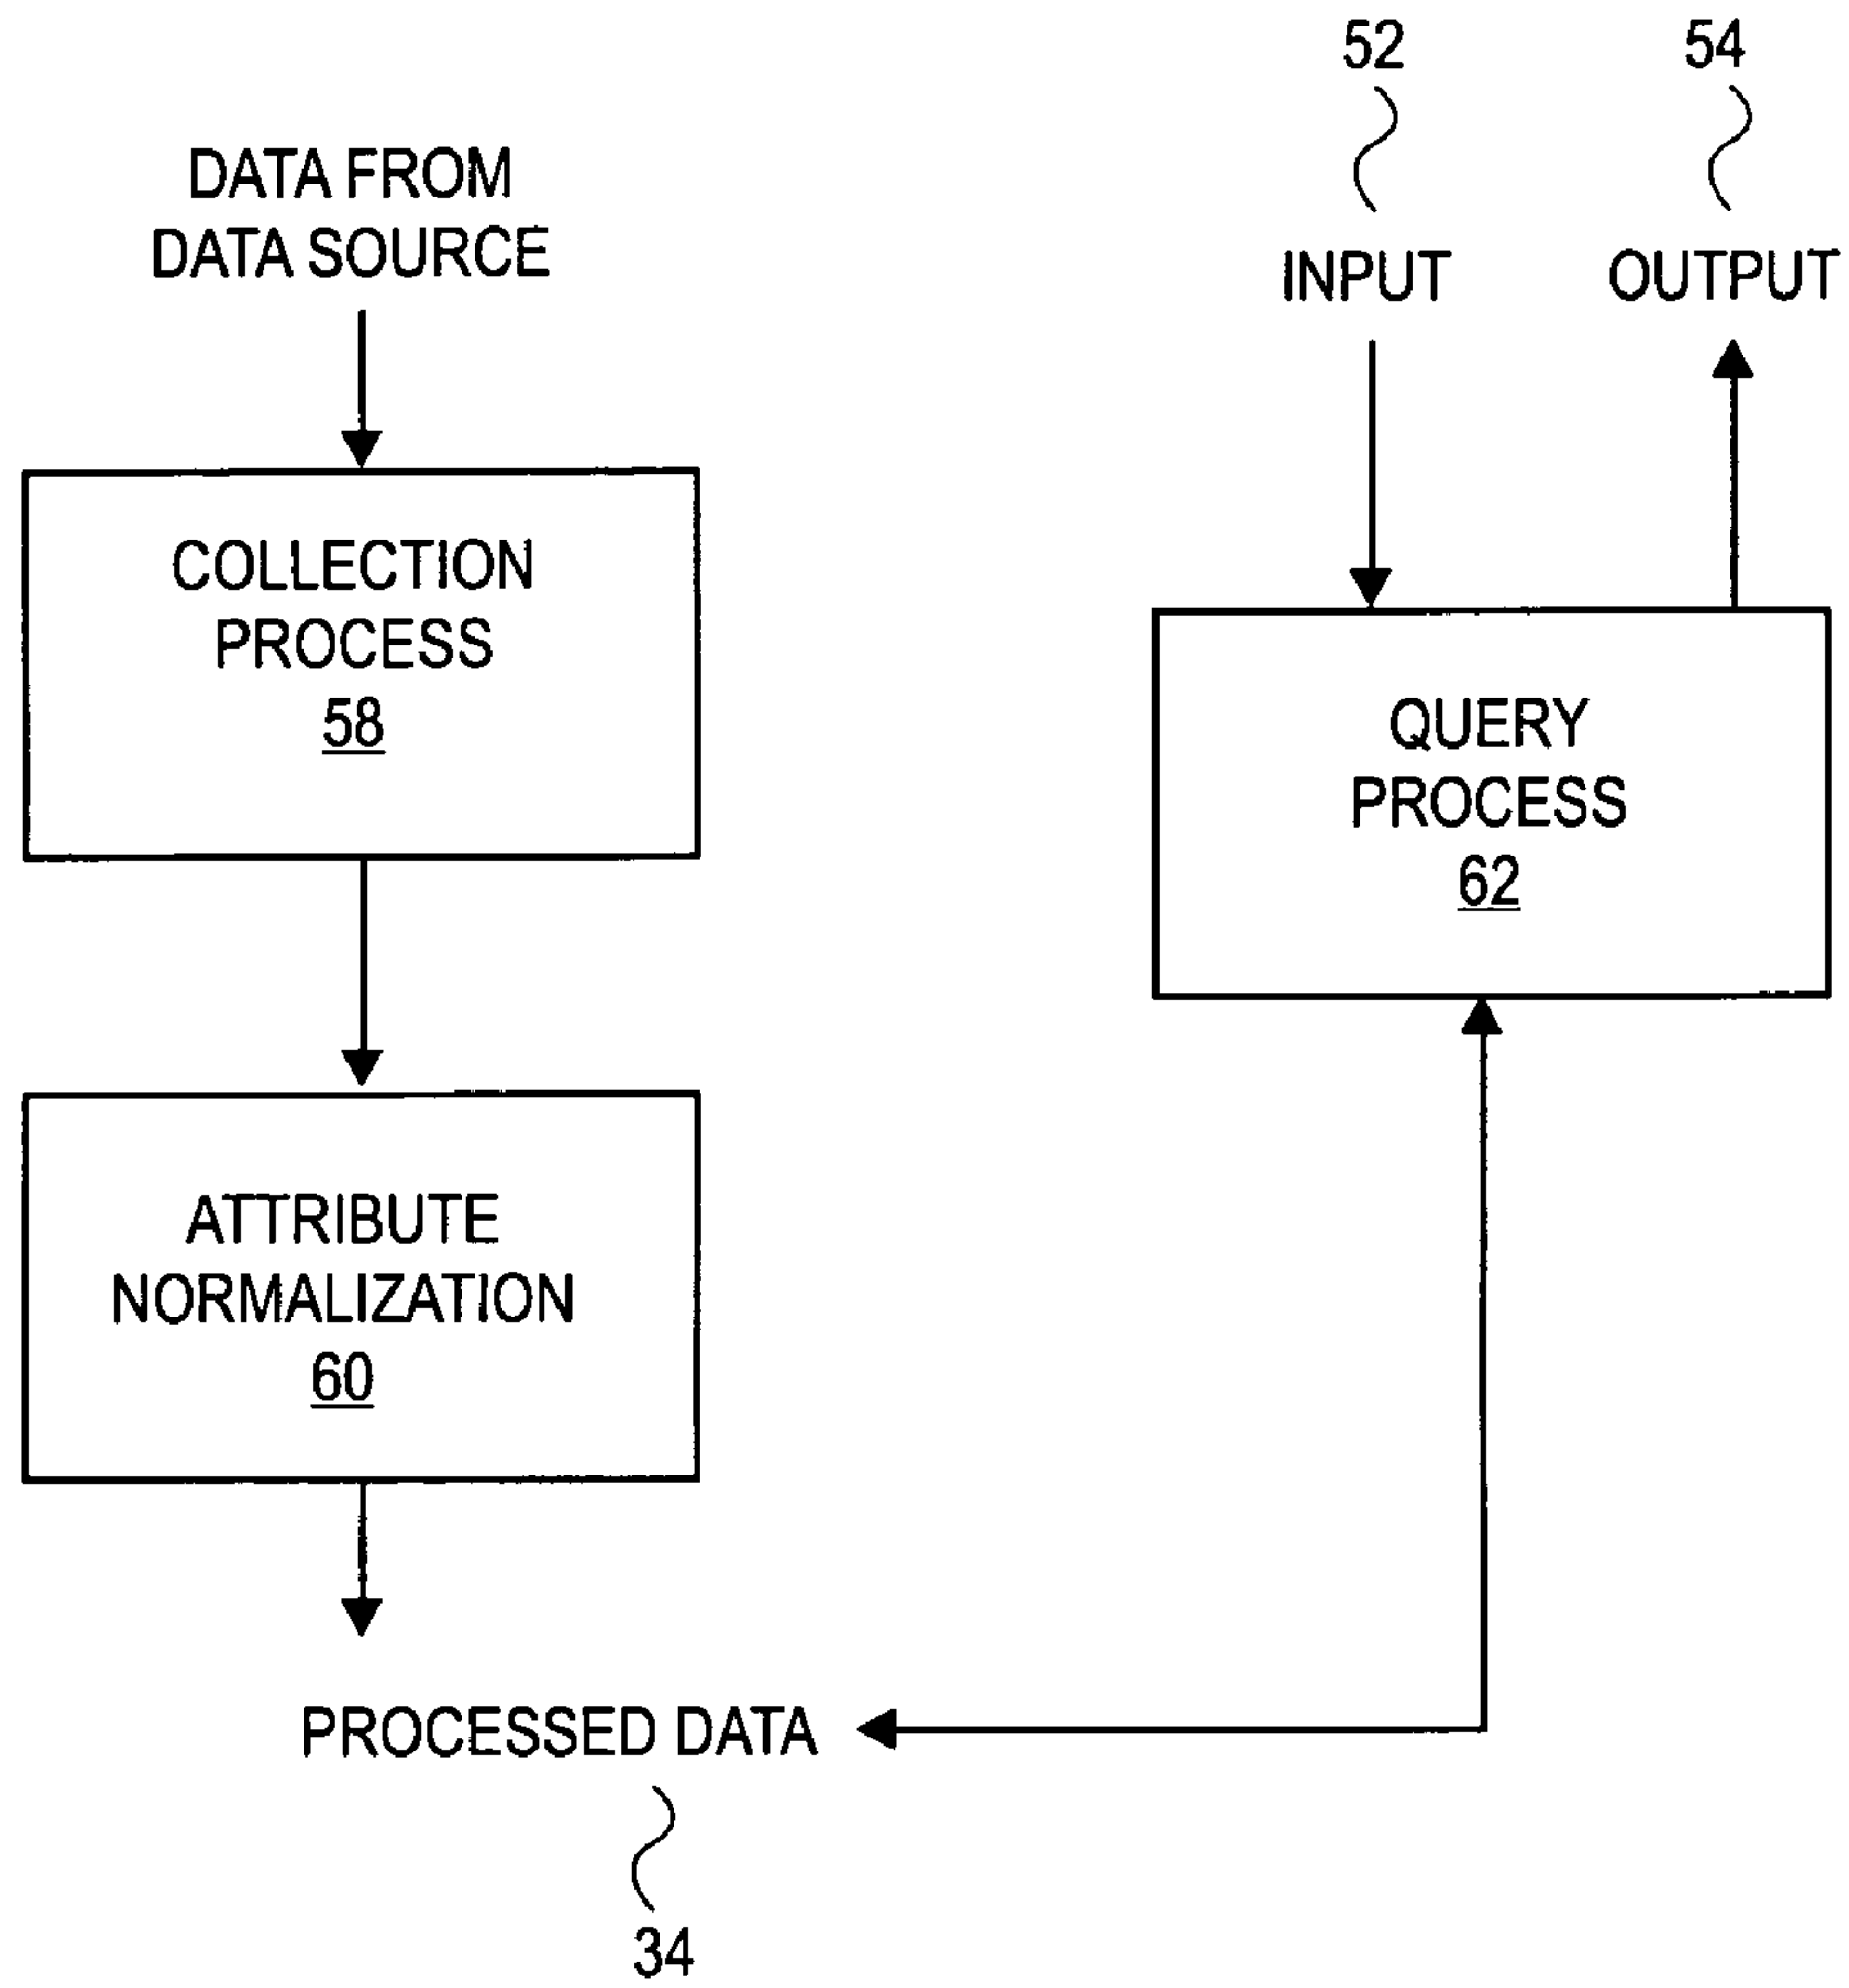 52
54
DATA FROM
DATA SOURCE
INPUT
OUTPUT
COLLECTION
PROCESS
58
QUERY
PROCESS
62
ATTRIBUTE
NORMALIZATION
60
PROCESSED DATA
34